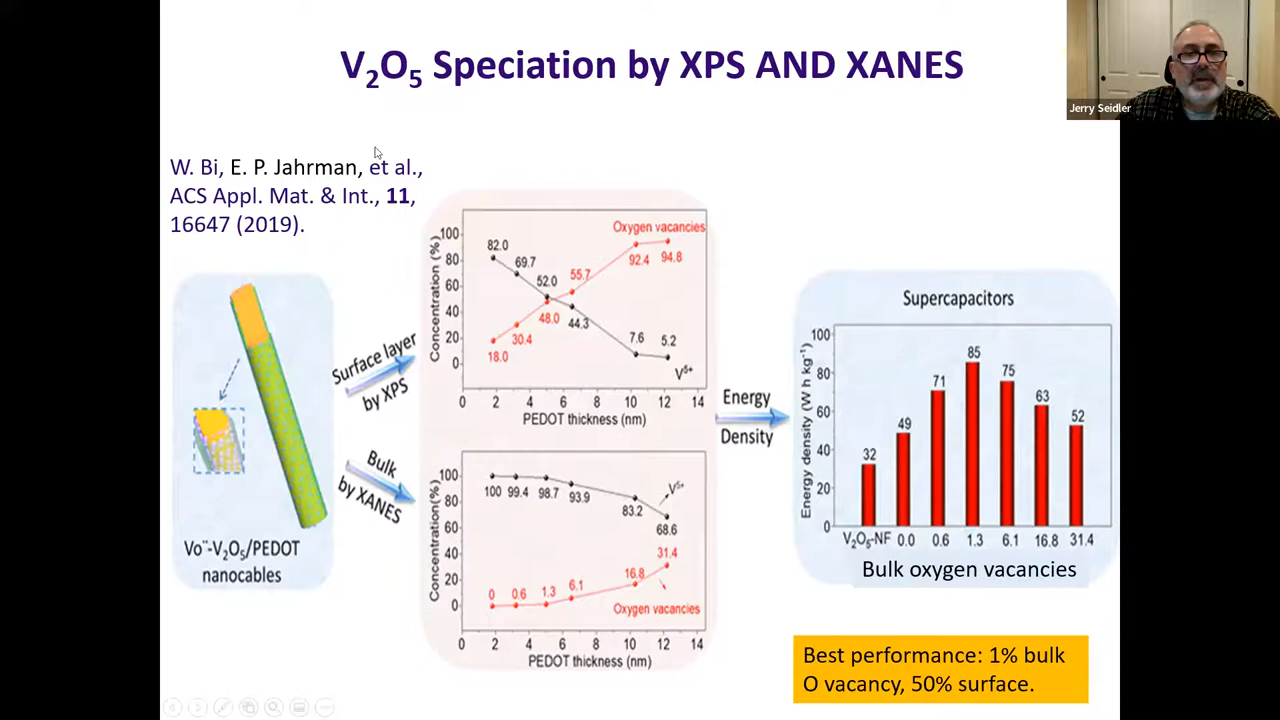 V2O5 Speciation by XPS AND XANES
Jerry Seidler
W. Bi, E. P. Jahrman, et al.,
ACS Appl. Mat. & Int., 11,
16647 (2019).
Vo¨-V2O5/PEDOT
nanocables
Surface layer
by XPS
Bulk
by XANES
Concentration (%)
100
80
60
40
20
0
Oxygen vacancies
82.0
69.7
52.0
55.7
92.4
94.8
18.0
30.4
48.0
44.3
7.6
5.2
V5+
0 2 4 6 8 10 12 14
PEDOT thickness (nm)
Concentration(%)
100
80
60
40
20
0
100 99.4 98.7 93.9
83.2
68.6
V5+
0 0.6 1.3 6.1
16.8
31.4
Oxygen vacancies
0 2 4 6 8 10 12 14
PEDOT thickness (nm)
Energy
Density
Supercapacitors
Energy density (W h kg-1)
100
80
60
40
20
0
32
49
71
85
75
63
52
V2O5-NF 0.0 0.6 1.3 6.1 16.8 31.4
Bulk oxygen vacancies
Best performance: 1% bulk
O vacancy, 50% surface.